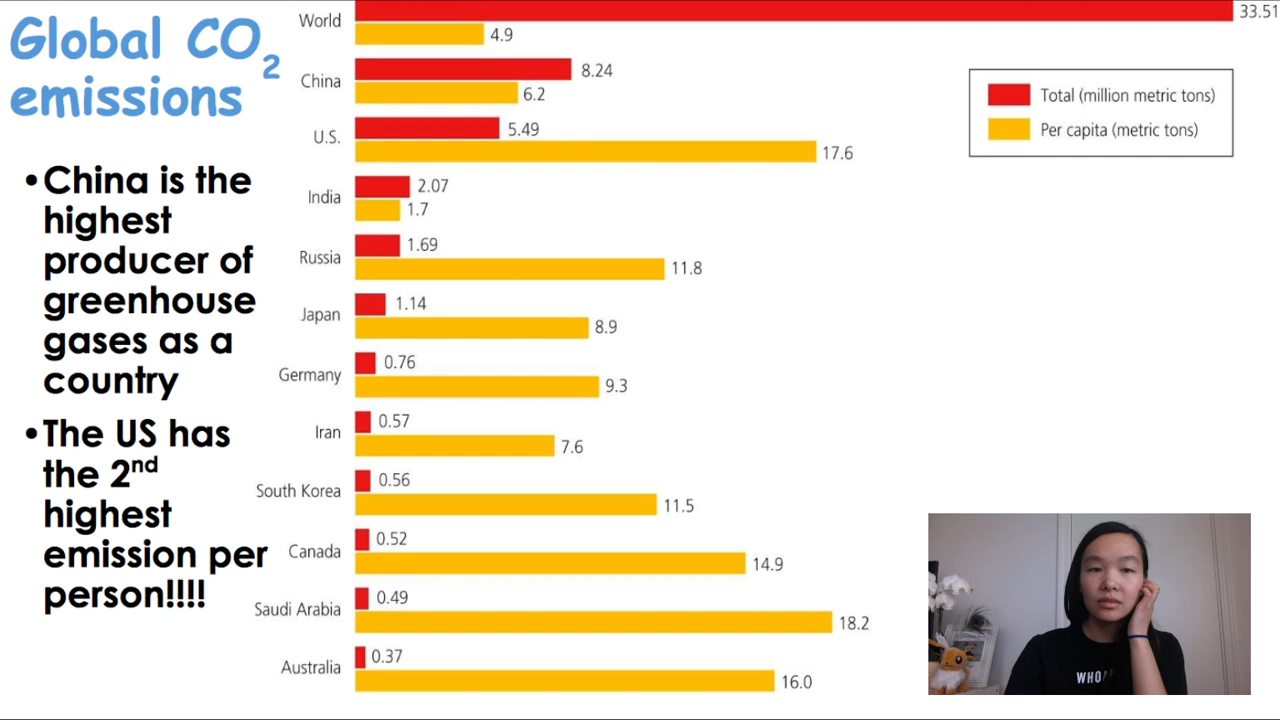 Global CO2
emissions
•China is the
highest
producer of
greenhouse
gases as a
country
•The US has
the 2nd
highest
emission per
person!!!!
World
33.51
4.9
China
8.24
6.2
U.S.
5.49
17.6
India
2.07
1.7
Russia
1.69
11.8
Japan
1.14
8.9
Germany
0.76
9.3
Iran
0.57
7.6
South Korea
0.56
11.5
Canada
0.52
14.9
Saudi Arabia
0.49
18.2
Australia
0.37
16.0
Total (million metric tons)
Per capita (metric tons)